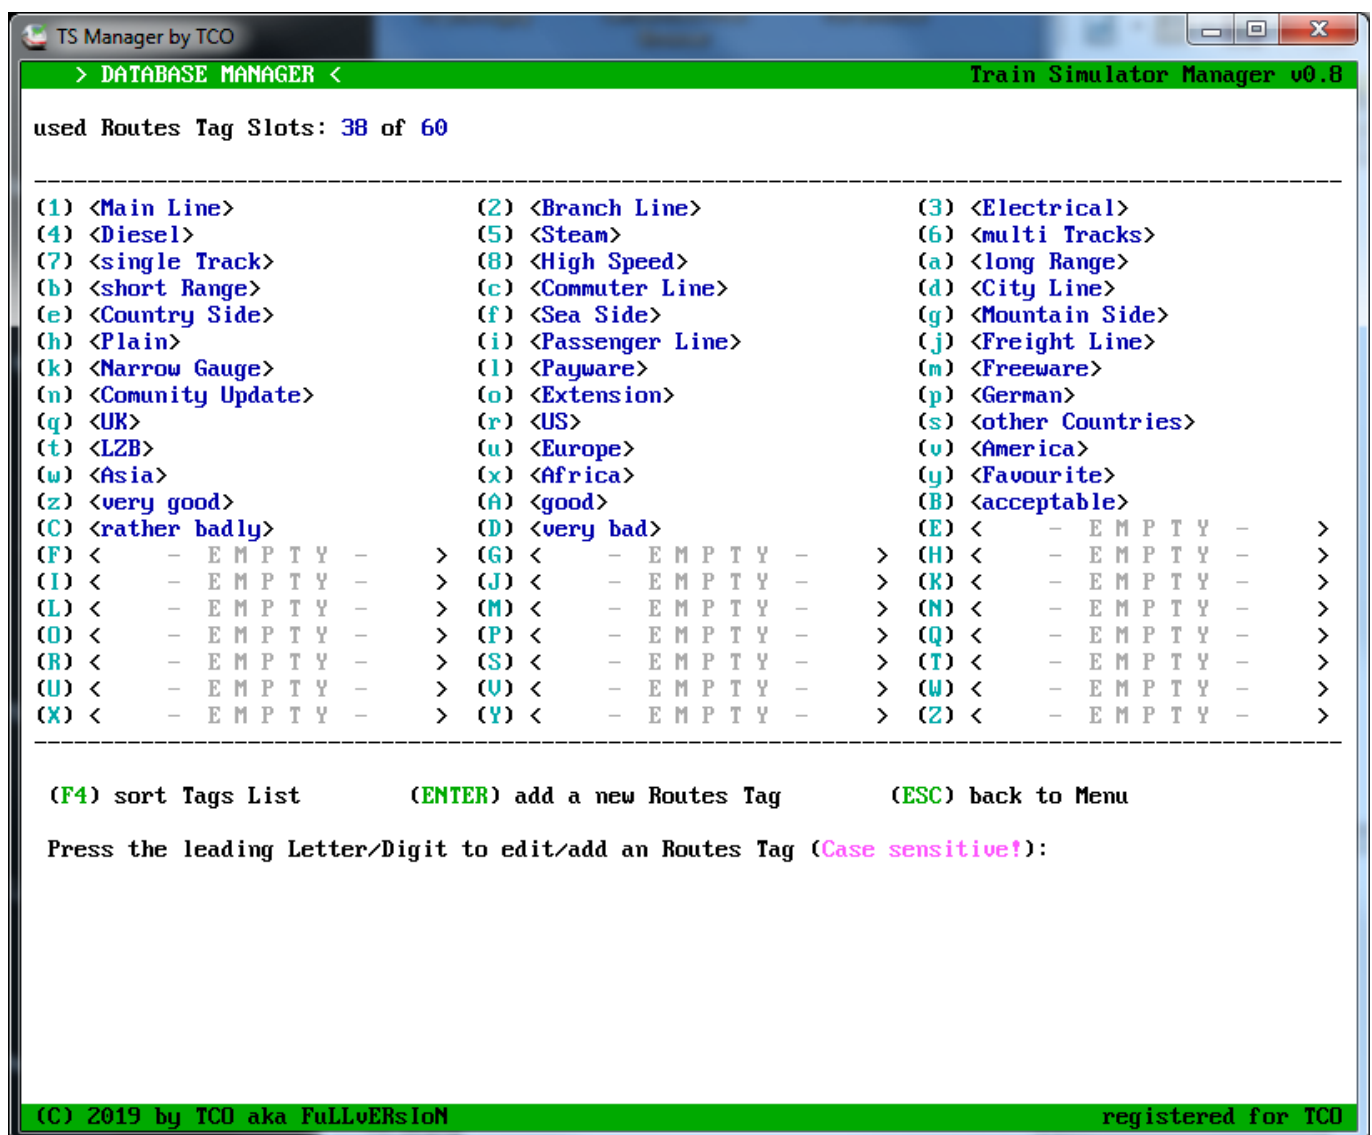 TS Manager by TCO
> DATABASE MANAGER < Train Simulator Manager v0.8
used Routes Tag Slots: 38 of 60
(1) <Main Line> (2) <Branch Line> (3) <Electrical>
(4) <Diesel> (5) <Steam> (6) <multi Tracks>
(7) <single Track> (8) <High Speed> (a) <long Range>
(b) <short Range> (c) <Commuter Line> (d) <City Line>
(e) <Country Side> (f) <Sea Side> (g) <Mountain Side>
(h) <Plain> (i) <Passenger Line> (j) <Freight Line>
(k) <Narrow Gauge> (l) <Payware> (m) <Freeware>
(n) <Comunity Update> (o) <Extension> (p) <German>
(q) <UK> (r) <US> (s) <other Countries>
(t) <LZB> (u) <Europe> (v) <America>
(w) <Asia> (x) <Africa> (y) <Favourite>
(z) <very good> (A) <good> (B) <acceptable>
(C) <rather badly> (D) <very bad> (E) < - E M P T Y - >
(F) < - E M P T Y - > (G) < - E M P T Y - > (H) < - E M P T Y - >
(I) < - E M P T Y - > (J) < - E M P T Y - > (K) < - E M P T Y - >
(L) < - E M P T Y - > (M) < - E M P T Y - > (N) < - E M P T Y - >
(O) < - E M P T Y - > (P) < - E M P T Y - > (Q) < - E M P T Y - >
(R) < - E M P T Y - > (S) < - E M P T Y - > (T) < - E M P T Y - >
(U) < - E M P T Y - > (V) < - E M P T Y - > (W) < - E M P T Y - >
(X) < - E M P T Y - > (Y) < - E M P T Y - > (Z) < - E M P T Y - >
(F4) sort Tags List (ENTER) add a new Routes Tag (ESC) back to Menu
Press the leading Letter/Digit to edit/add an Routes Tag (Case sensitive!):
(C) 2019 by TCO aka FuLLvERsIoN registered for TCO